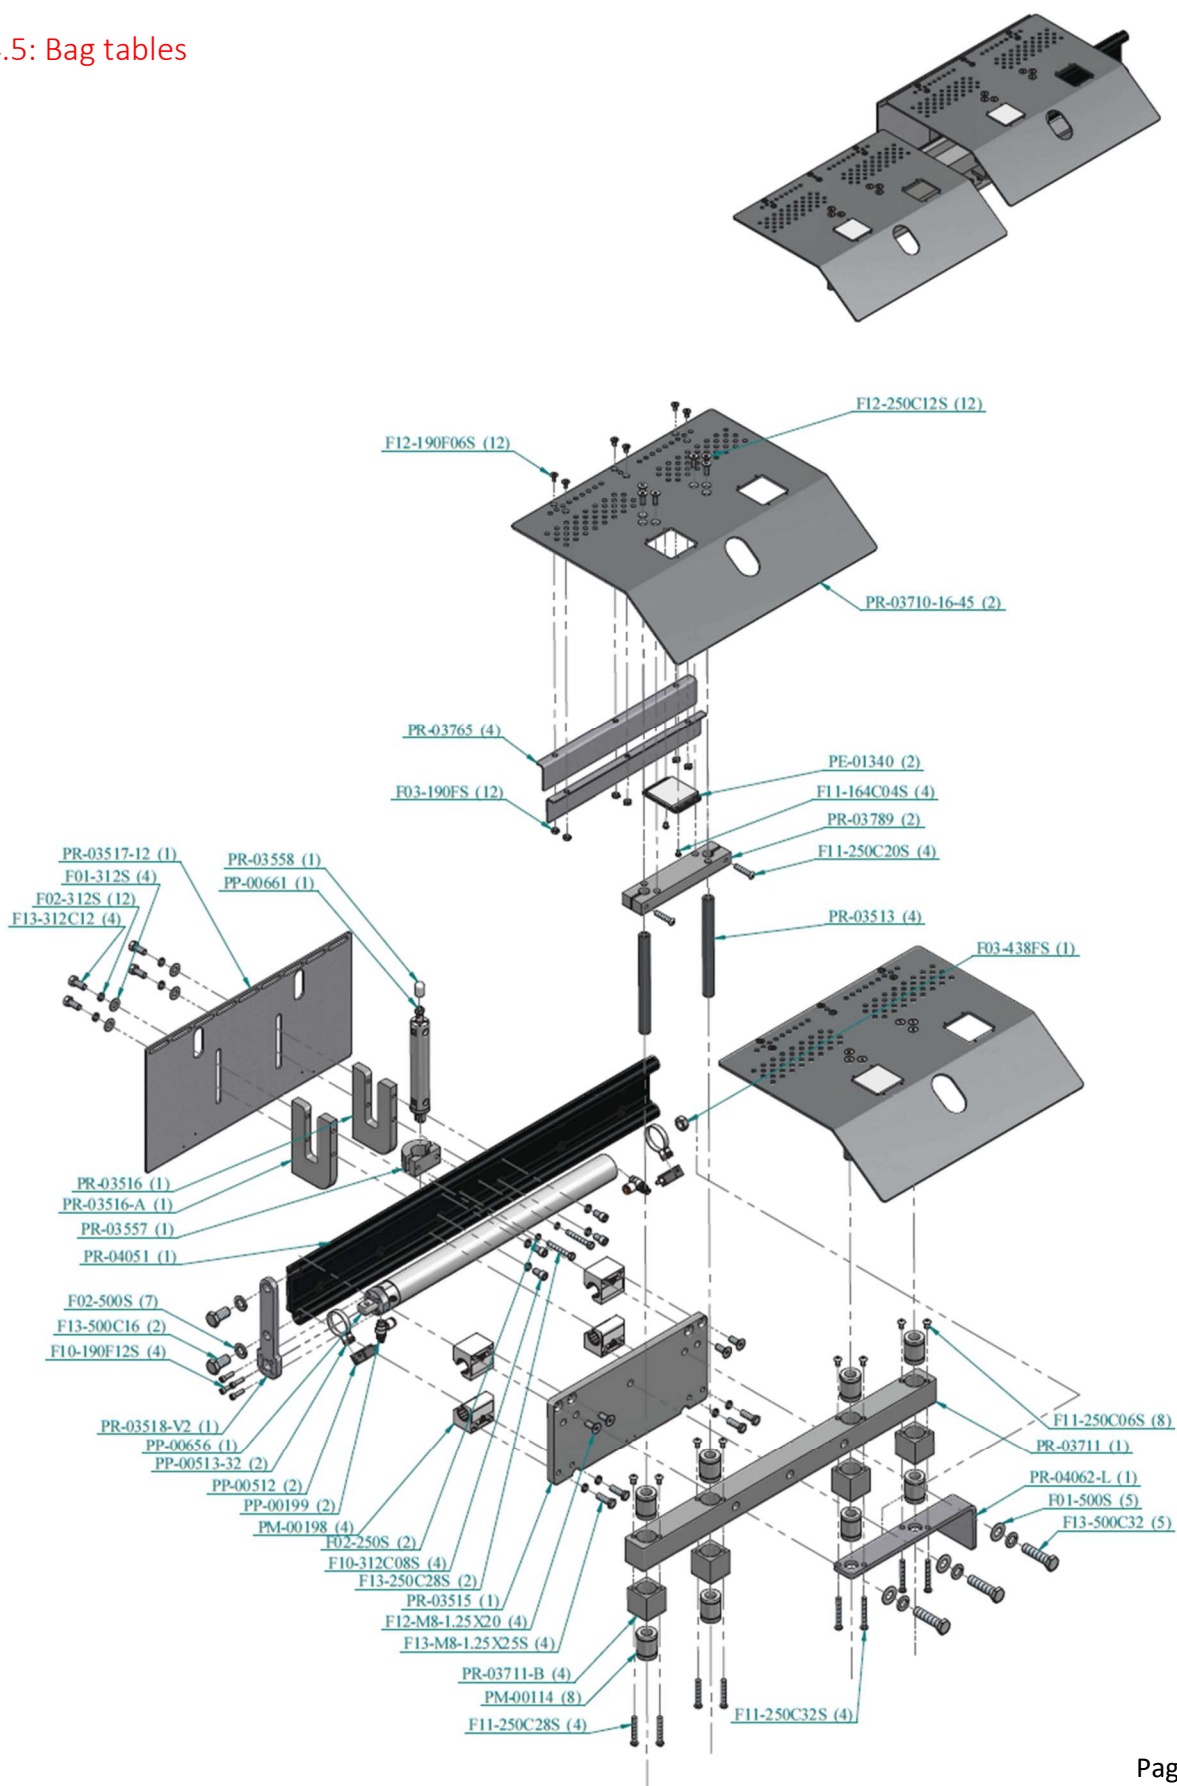 .5: Bag tables
F12-250C12S (12)
F12-190F06S (12)
PR-03710-16-45 (2)
PR-03765 (4)
PE-01340 (2)
F03-190FS (12)
F11-164C04S (4)
PR-03789 (2)
F11-250C20S (4)
PR-03517-12 (1)
PR-03558 (1)
F01-312S (4)
PP-00661 (1)
F02-312S (12)
F13-312C12 (4)
PR-03513 (4)
F03-438FS (1)
PR-03516 (1)
PR-03516-A (1)
PR-03557 (1)
PR-04051 (1)
F02-500S (7)
F13-500C16 (2)
F10-190F12S (4)
PR-03518-V2 (1)
PP-00656 (1)
PP-00513-32 (2)
PP-00512 (2)
PP-00199 (2)
PM-00198 (4)
F02-250S (2)
F10-312C08S (4)
F13-250C28S (2)
PR-03515 (1)
F12-M8-1.25X20 (4)
F13-M8-1.25X25S (4)
PR-03711-B (4)
PM-00114 (8)
F11-250C28S (4)
F11-250C06S (8)
PR-03711 (1)
PR-04062-L (1)
F01-500S (5)
F13-500C32 (5)
F11-250C32S (4)
Pag